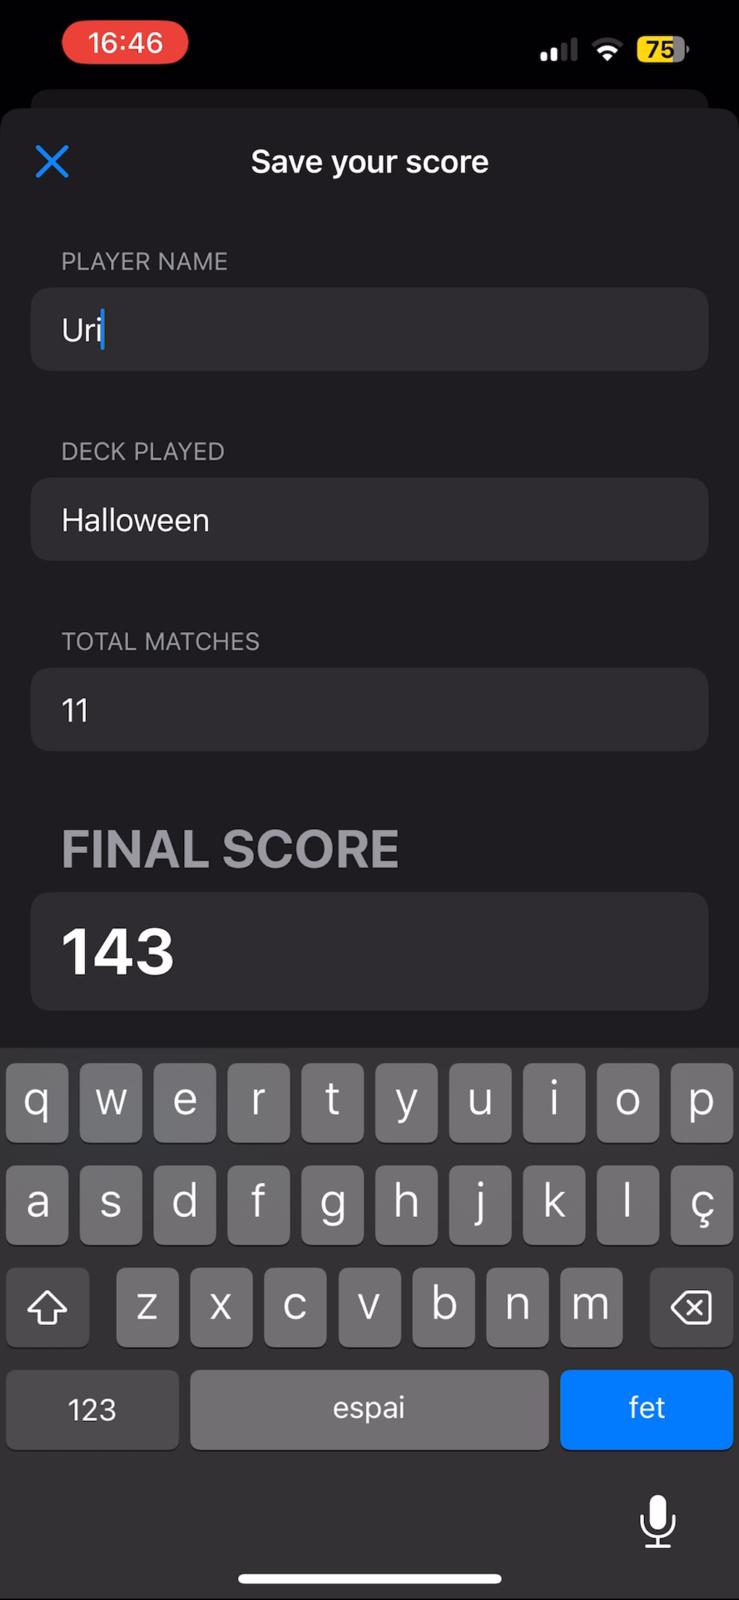 16:46
75
Save your score
PLAYER NAME
Uri
DECK PLAYED
Halloween
TOTAL MATCHES
11
FINAL SCORE
143
q w e r t y u i o p
a s d f g h j k l ç
z x c v b n m
123 espai fet